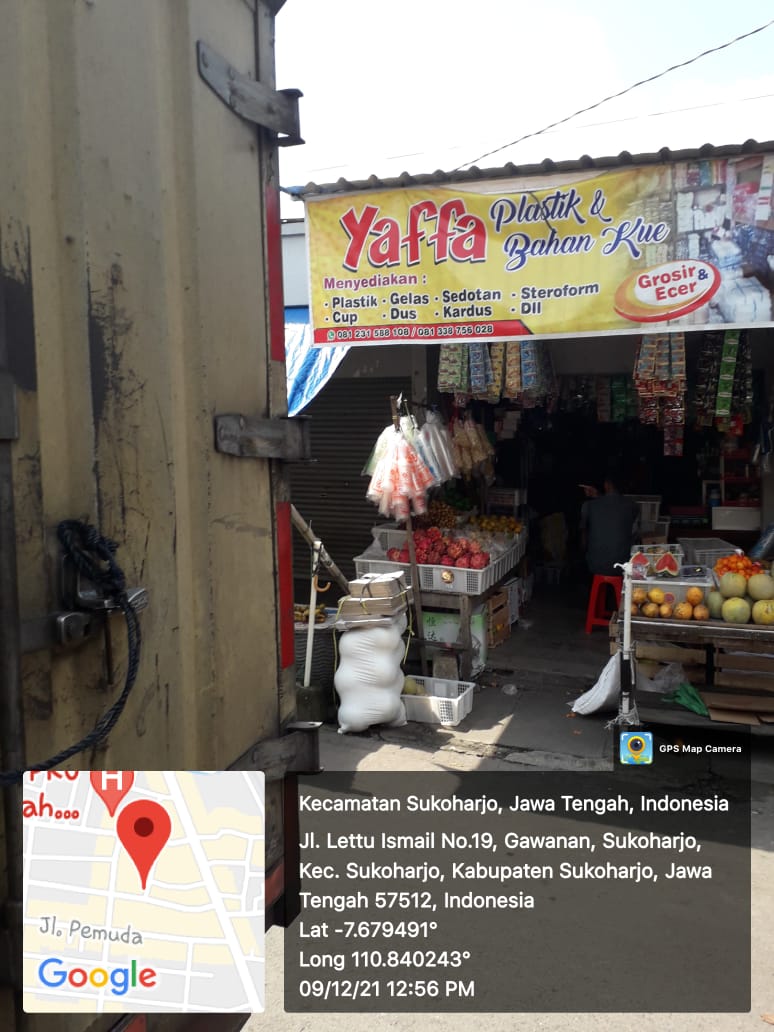 Yaffa Plastik &
Bahan Kue
Menyediakan :
· Plastik · Gelas · Sedotan · Steroform
· Cup · Dus · Kardus · Dll
Grosir &
Ecer
081 231 588 108 / 081 338 756 028
GPS Map Camera
H
ah...
Jl. Pemuda
Google
Kecamatan Sukoharjo, Jawa Tengah, Indonesia
Jl. Lettu Ismail No.19, Gawanan, Sukoharjo,
Kec. Sukoharjo, Kabupaten Sukoharjo, Jawa
Tengah 57512, Indonesia
Lat -7.679491°
Long 110.840243°
09/12/21 12:56 PM